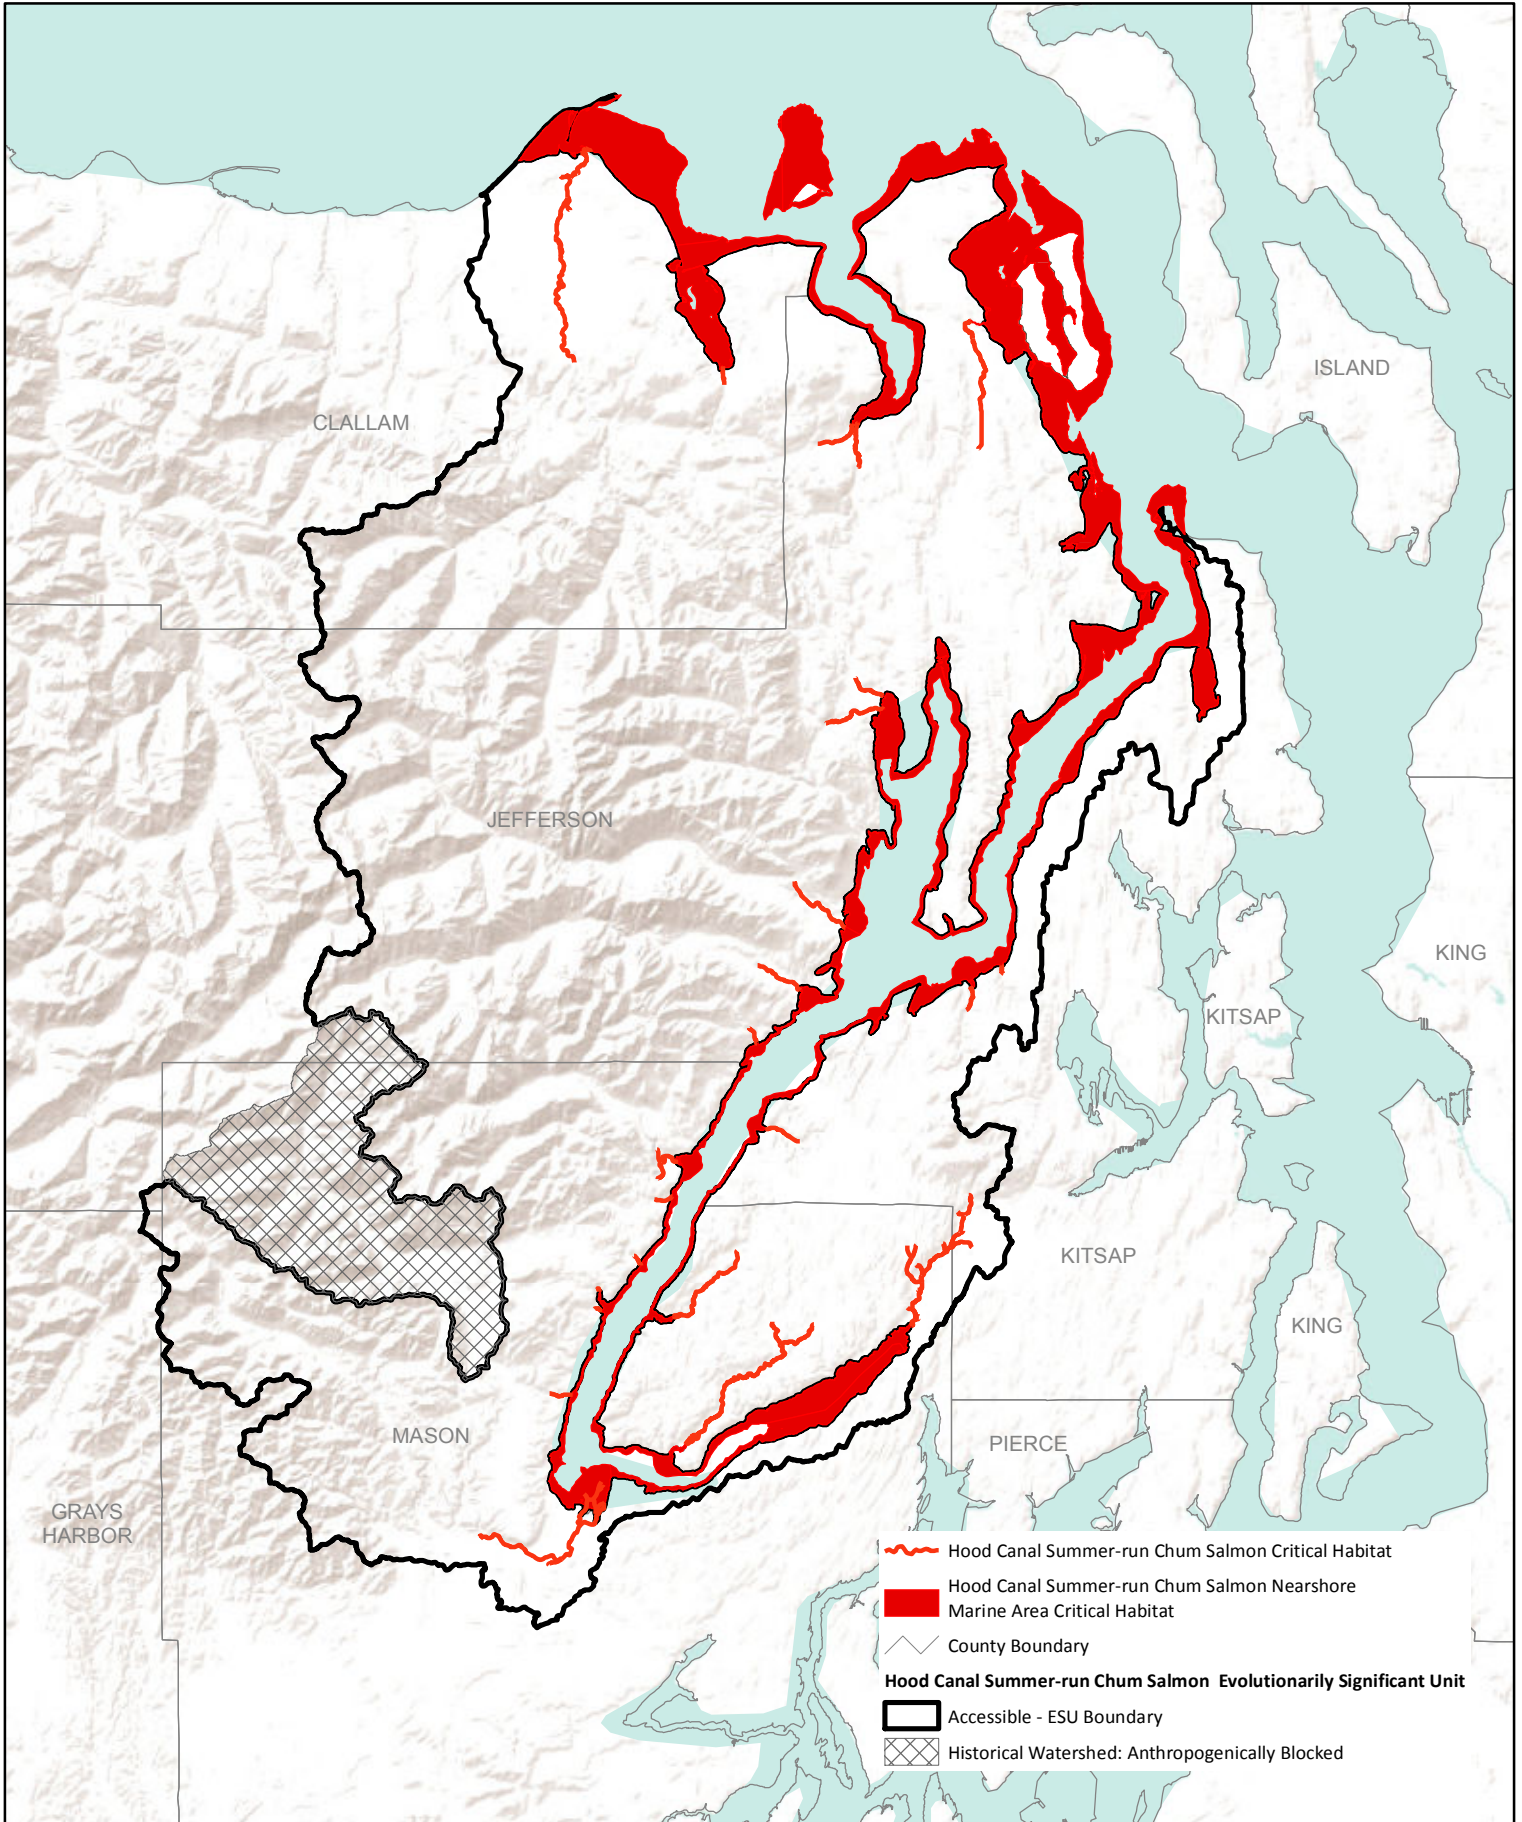 ISLAND
CLALLAM
JEFFERSON
KING
KITSAP
KITSAP
KING
MASON
PIERCE
GRAYS
HARBOR
Hood Canal Summer-run Chum Salmon Critical Habitat
Hood Canal Summer-run Chum Salmon Nearshore
Marine Area Critical Habitat
County Boundary
Hood Canal Summer-run Chum Salmon Evolutionarily Significant Unit
Accessible - ESU Boundary
Historical Watershed: Anthropogenically Blocked